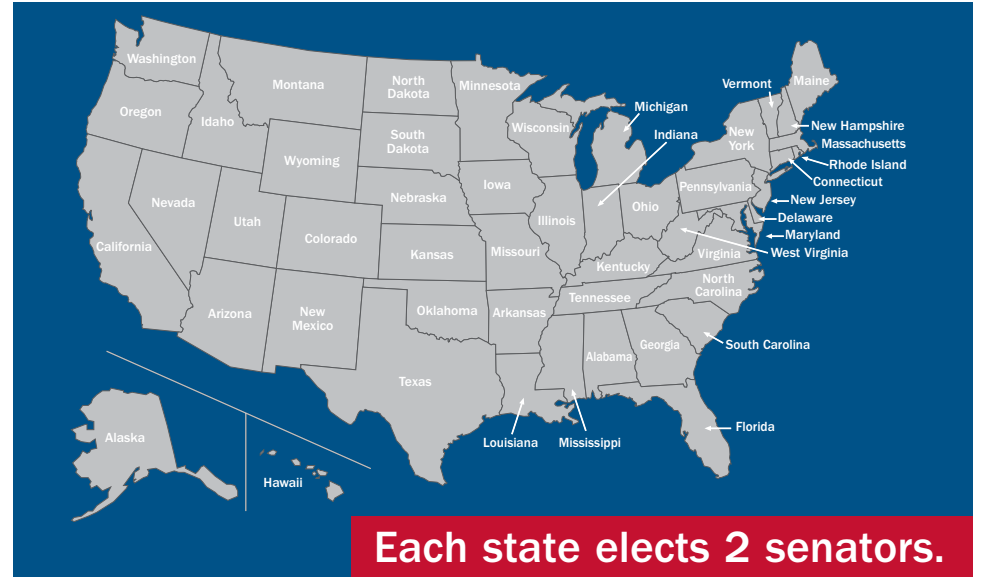 Washington
Montana
North
Dakota
Minnesota
Vermont
Maine
Oregon
Idaho
South
Dakota
Wisconsin
Michigan
Indiana
New
York
New Hampshire
Massachusetts
Rhode Island
Connecticut
Wyoming
Nebraska
Iowa
Pennsylvania
New Jersey
Nevada
Utah
Colorado
Illinois
Ohio
Delaware
Maryland
California
Kansas
Missouri
West Virginia
Virginia
Kentucky
North
Carolina
Arizona
New
Mexico
Oklahoma
Arkansas
Tennessee
South Carolina
Texas
Alabama
Georgia
Florida
Louisiana
Mississippi
Alaska
Hawaii
Each state elects 2 senators.